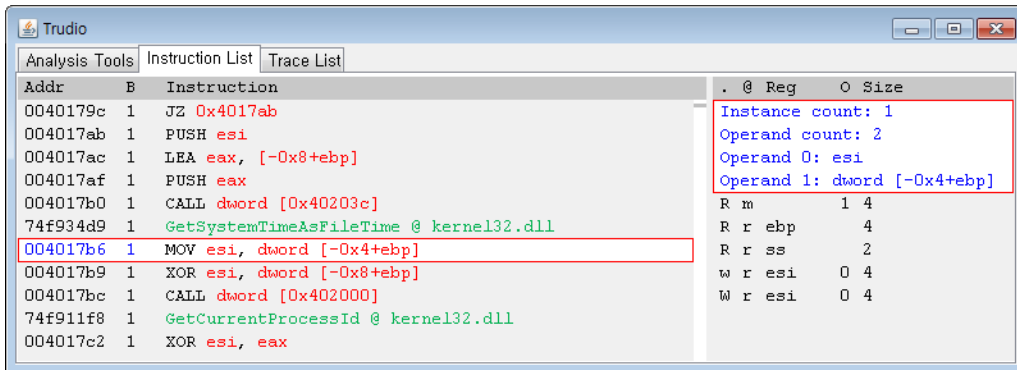 Trudio
Analysis Tools Instruction List Trace List
Addr B Instruction
0040179c 1 JZ 0x4017ab
004017ab 1 PUSH esi
004017ac 1 LEA eax, [-0x8+ebp]
004017af 1 PUSH eax
004017b0 1 CALL dword [0x40203c]
74f934d9 1 GetSystemTimeAsFileTime @ kernel32.dll
004017b6 1 MOV esi, dword [-0x4+ebp]
004017b9 1 XOR esi, dword [-0x8+ebp]
004017bc 1 CALL dword [0x402000]
74f911f8 1 GetCurrentProcessId @ kernel32.dll
004017c2 1 XOR esi, eax
. @ Reg O Size
Instance count: 1
Operand count: 2
Operand 0: esi
Operand 1: dword [-0x4+ebp]
R m 1 4
R r ebp 4
R r ss 2
w r esi 0 4
W r esi 0 4